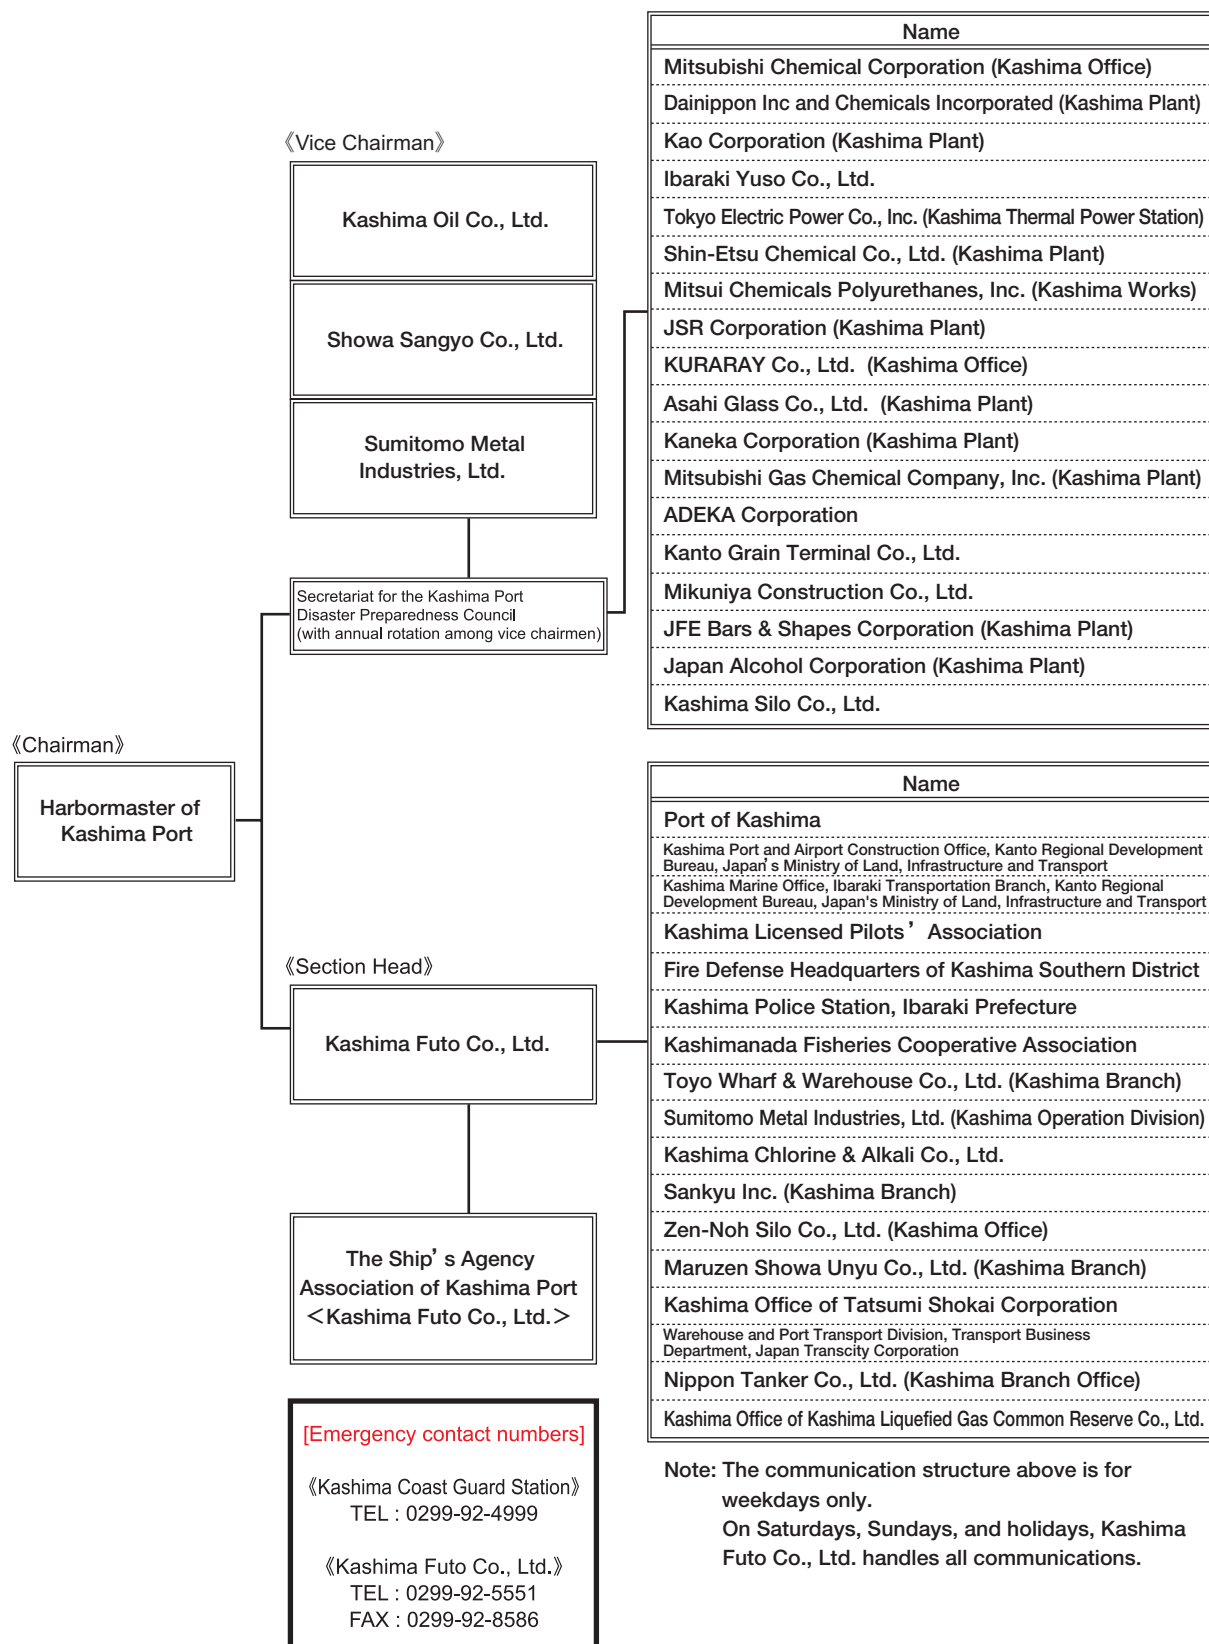 《Chairman》
Harbormaster of
Kashima Port
《Vice Chairman》
Kashima Oil Co., Ltd.
Showa Sangyo Co., Ltd.
Sumitomo Metal
Industries, Ltd.
Secretariat for the Kashima Port
Disaster Preparedness Council
(with annual rotation among vice chairmen)
Name
Mitsubishi Chemical Corporation (Kashima Office)
Dainippon Inc and Chemicals Incorporated (Kashima Plant)
Kao Corporation (Kashima Plant)
Ibaraki Yuso Co., Ltd.
Tokyo Electric Power Co., Inc. (Kashima Thermal Power Station)
Shin-Etsu Chemical Co., Ltd. (Kashima Plant)
Mitsui Chemicals Polyurethanes, Inc. (Kashima Works)
JSR Corporation (Kashima Plant)
KURARAY Co., Ltd. (Kashima Office)
Asahi Glass Co., Ltd. (Kashima Plant)
Kaneka Corporation (Kashima Plant)
Mitsubishi Gas Chemical Company, Inc. (Kashima Plant)
ADEKA Corporation
Kanto Grain Terminal Co., Ltd.
Mikuniya Construction Co., Ltd.
JFE Bars & Shapes Corporation (Kashima Plant)
Japan Alcohol Corporation (Kashima Plant)
Kashima Silo Co., Ltd.
《Section Head》
Kashima Futo Co., Ltd.
The Ship’s Agency
Association of Kashima Port
＜Kashima Futo Co., Ltd.＞
Name
Port of Kashima
Kashima Port and Airport Construction Office, Kanto Regional Development
Bureau, Japan’s Ministry of Land, Infrastructure and Transport
Kashima Marine Office, Ibaraki Transportation Branch, Kanto Regional
Development Bureau, Japan's Ministry of Land, Infrastructure and Transport
Kashima Licensed Pilots’ Association
Fire Defense Headquarters of Kashima Southern District
Kashima Police Station, Ibaraki Prefecture
Kashimanada Fisheries Cooperative Association
Toyo Wharf & Warehouse Co., Ltd. (Kashima Branch)
Sumitomo Metal Industries, Ltd. (Kashima Operation Division)
Kashima Chlorine & Alkali Co., Ltd.
Sankyu Inc. (Kashima Branch)
Zen-Noh Silo Co., Ltd. (Kashima Office)
Maruzen Showa Unyu Co., Ltd. (Kashima Branch)
Kashima Office of Tatsumi Shokai Corporation
Warehouse and Port Transport Division, Transport Business
Department, Japan Transcity Corporation
Nippon Tanker Co., Ltd. (Kashima Branch Office)
Kashima Office of Kashima Liquefied Gas Common Reserve Co., Ltd.
[Emergency contact numbers]
《Kashima Coast Guard Station》
TEL : 0299-92-4999
《Kashima Futo Co., Ltd.》
TEL : 0299-92-5551
FAX : 0299-92-8586
Note: The communication structure above is for
weekdays only.
On Saturdays, Sundays, and holidays, Kashima
Futo Co., Ltd. handles all communications.